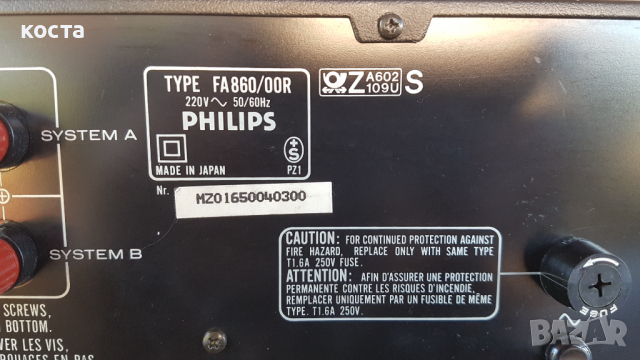 коста
TYPE FA860/00R
220V ~ 50/60Hz
PHILIPS
MADE IN JAPAN
S
PZ1
Z A602 109U S
SYSTEM A
Nr. MZ01650040300
SYSTEM B
CAUTION: FOR CONTINUED PROTECTION AGAINST
FIRE HAZARD, REPLACE ONLY WITH SAME TYPE
T1.6A 250V FUSE.
ATTENTION: AFIN D'ASSURER UNE PROTECTION
PERMANENTE CONTRE LES RISQUES D'INCENDIE,
REMPLACER UNIQUEMENT PAR UN FUSIBLE DE MÊME
TYPE. T1.6A 250V.
FUSE
SCREWS,
BOTTOM.
VER LES VIS,
BAZAR